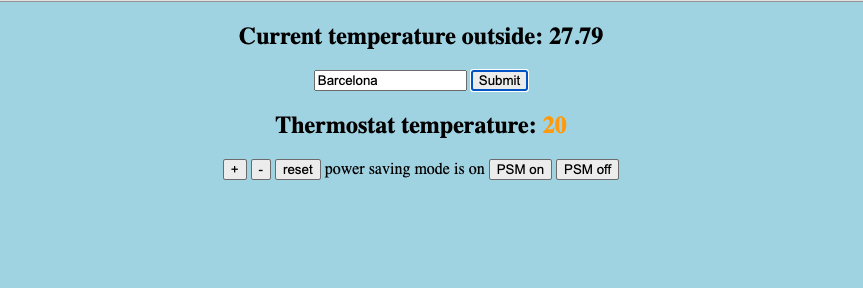 Current temperature outside: 27.79
Barcelona Submit
Thermostat temperature: 20
+ - reset power saving mode is on PSM on PSM off